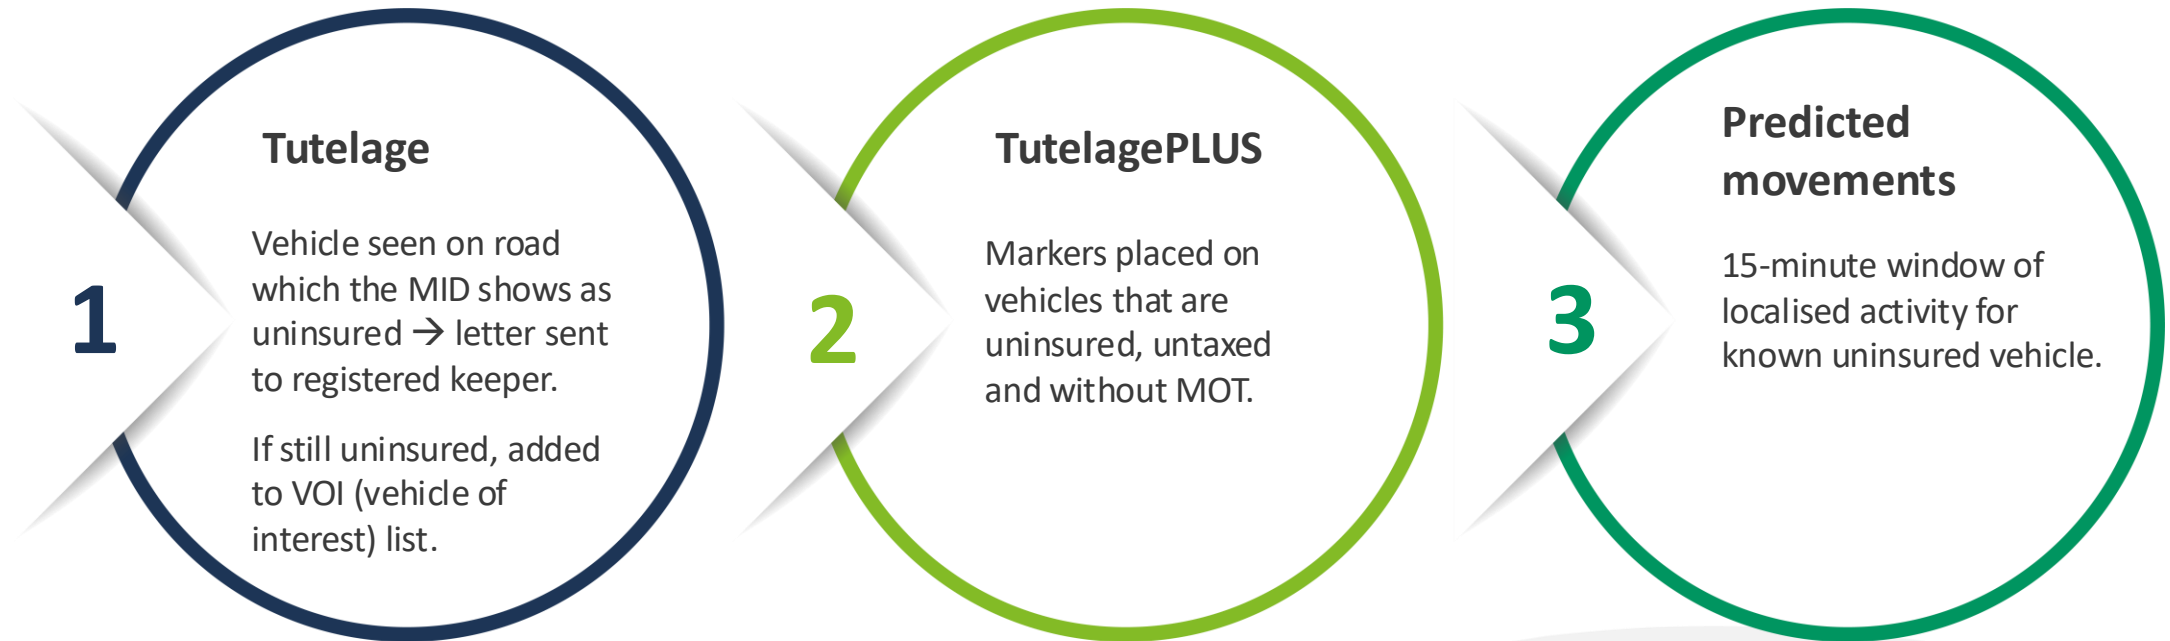 1
Tutelage
Vehicle seen on road
which the MID shows as
uninsured → letter sent
to registered keeper.
If still uninsured, added
to VOI (vehicle of
interest) list.
2
TutelagePLUS
Markers placed on
vehicles that are
uninsured, untaxed
and without MOT.
3
Predicted
movements
15-minute window of
localised activity for
known uninsured vehicle.